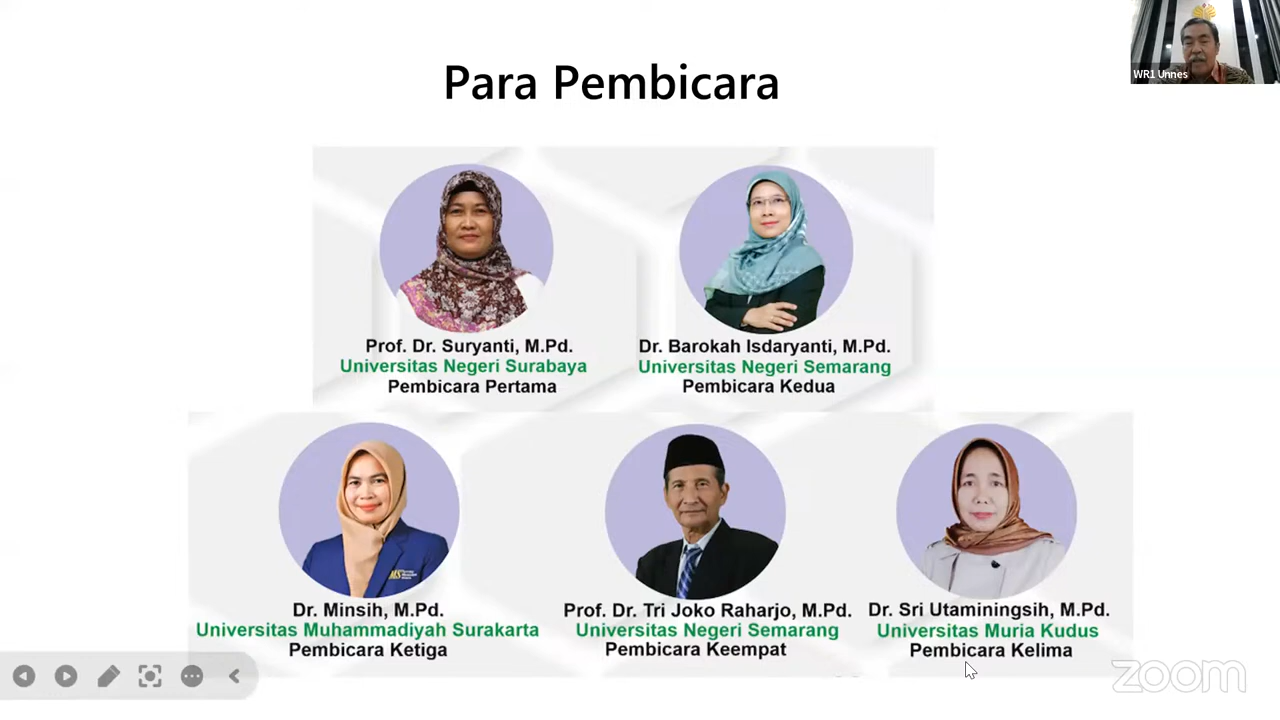 Para Pembicara
WR1 Unnes
Prof. Dr. Suryanti, M.Pd.
Universitas Negeri Surabaya
Pembicara Pertama
Dr. Barokah Isdaryanti, M.Pd.
Universitas Negeri Semarang
Pembicara Kedua
Dr. Minsih, M.Pd.
Universitas Muhammadiyah Surakarta
Pembicara Ketiga
Prof. Dr. Tri Joko Raharjo, M.Pd.
Universitas Negeri Semarang
Pembicara Keempat
Dr. Sri Utaminingsih, M.Pd.
Universitas Muria Kudus
Pembicara Kelima
zoom